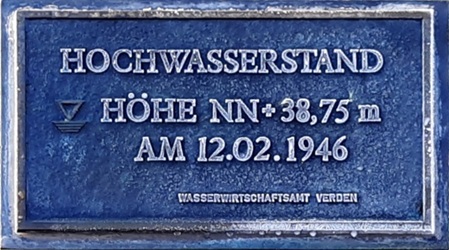 HOCHWASSERSTAND
HÖHE NN+38,75 m
AM 12.02.1946
WASSERWIRTSCHAFTSAMT VERDEN